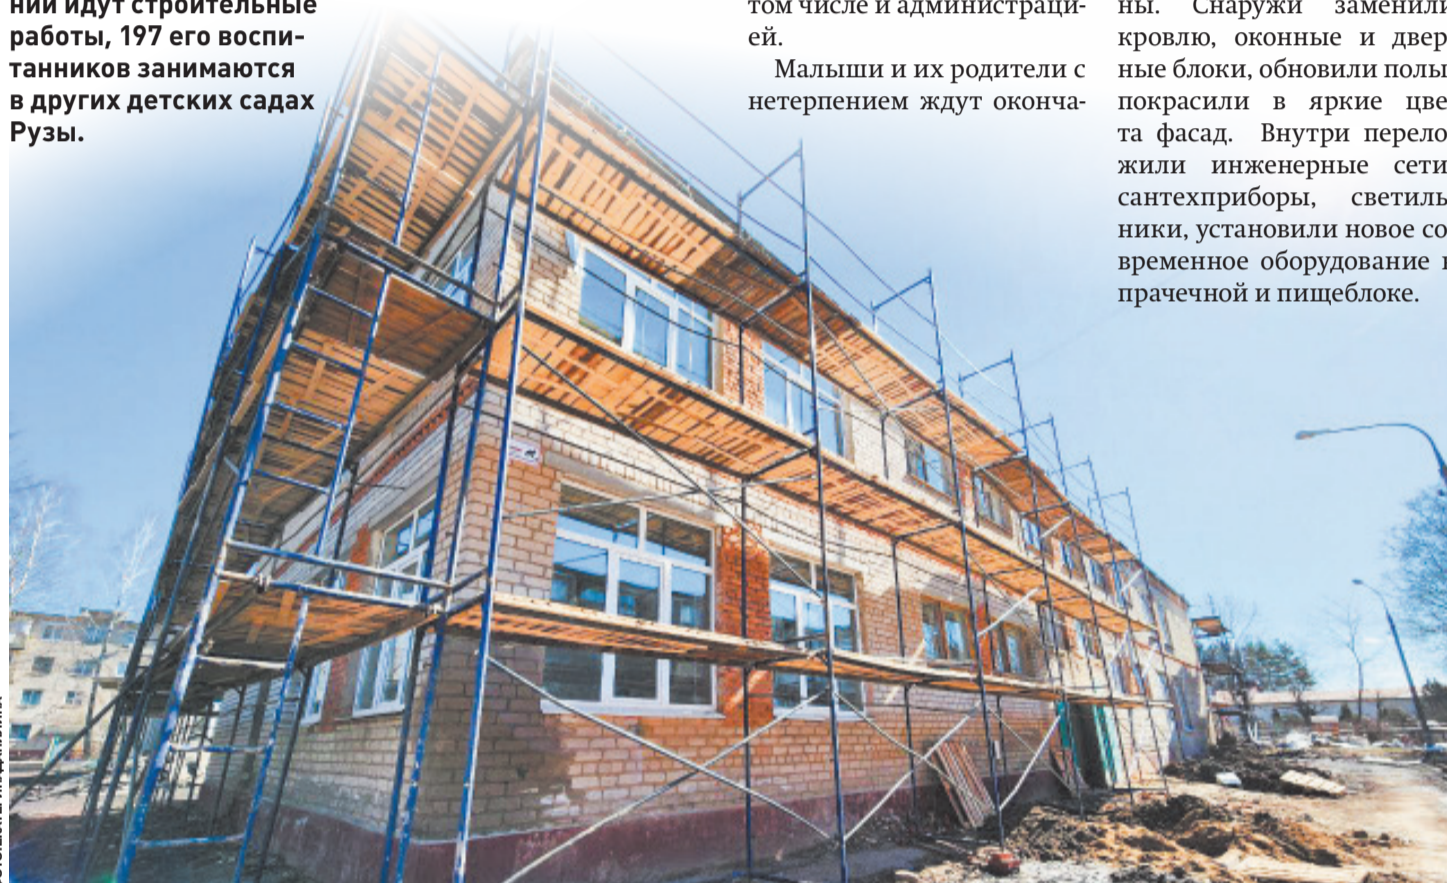 нии идут строительные
работы, 197 его воспи-
танников занимаются
в других детских садах
Рузы.
том числе и администраци-
ей.
Малыши и их родители с
нетерпением ждут оконча-
ны. Снаружи заменили
кровлю, оконные и двер
ные блоки, обновили полы
покрасили в яркие цве
та фасад. Внутри перело
жили инженерные сети
сантехприборы, светиль
ники, установили новое со
временное оборудование
прачечной и пищеблоке.